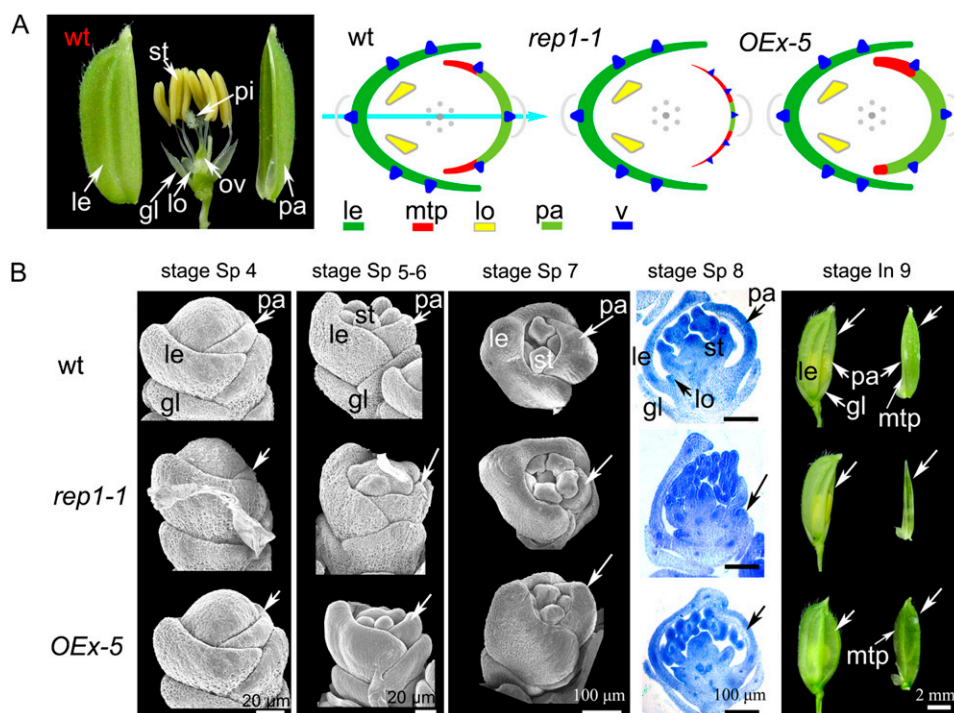 A
wt
st
pi
le
gl
lo
ov
pa
wt
rep1-1
OEx-5
le
mtp
lo
pa
v
B
stage Sp 4
stage Sp 5-6
stage Sp 7
stage Sp 8
stage In 9
wt
pa
le
gl
pa
st
le
gl
pa
le
st
pa
le
st
lo
gl
le
pa
gl
mtp
rep1-1
OEx-5
mtp
20 μm
20 μm
100 μm
100 μm
2 mm